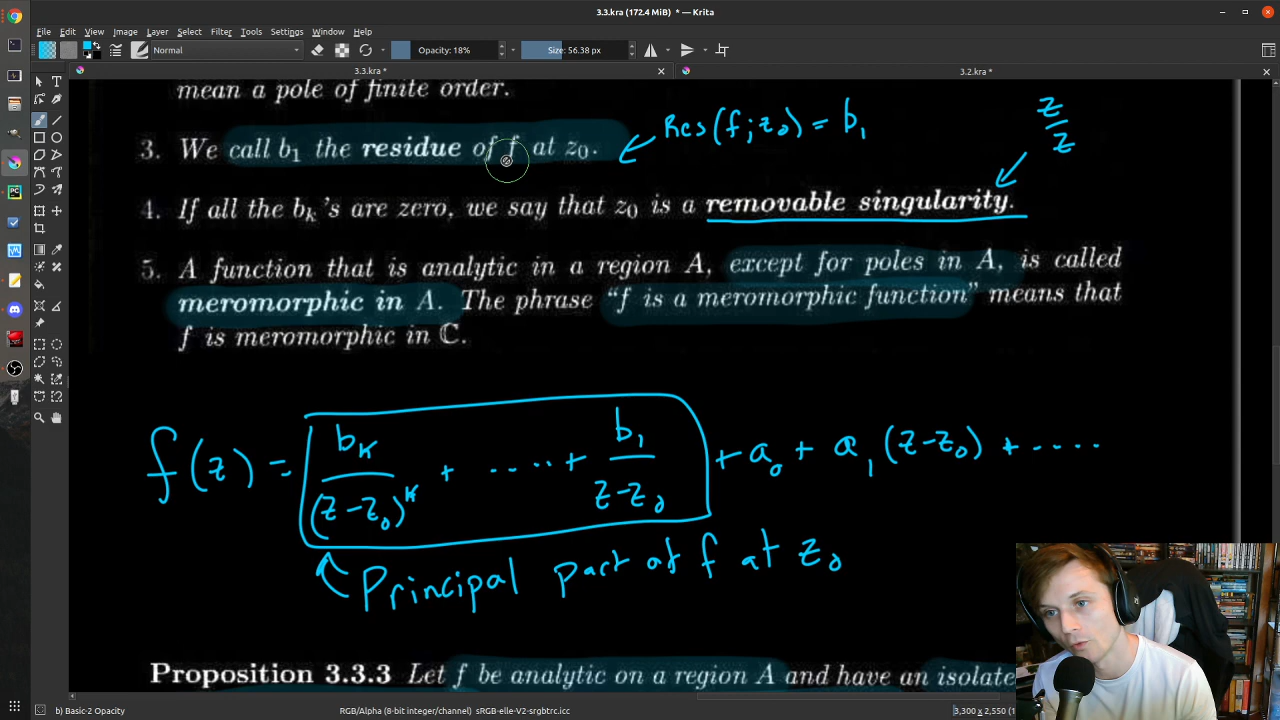 3.3.kra (172.4 MiB) * — Krita
File Edit View Image Layer Select Filter Tools Settings Window Help
Normal Opacity: 18% Size: 56.38 px
3.3.kra * 3.2.kra *
mean a pole of finite order.
3. We call b₁ the residue of f at z₀.
Res(f;z₀) = b₁
z/z
4. If all the bₖ's are zero, we say that z₀ is a removable singularity.
5. A function that is analytic in a region A, except for poles in A, is called
meromorphic in A. The phrase "f is a meromorphic function" means that
f is meromorphic in ℂ.
f(z) = bₖ/(z-z₀)ᵏ + ..... + b₁/z-z₀ + a₀ + a₁(z-z₀) + ....
Principal part of f at z₀
Proposition 3.3.3 Let f be analytic on a region A and have an isolate
b) Basic-2 Opacity RGB/Alpha (8-bit integer/channel) sRGB-elle-V2-srgbtrc.icc 3,300 x 2,550 (1